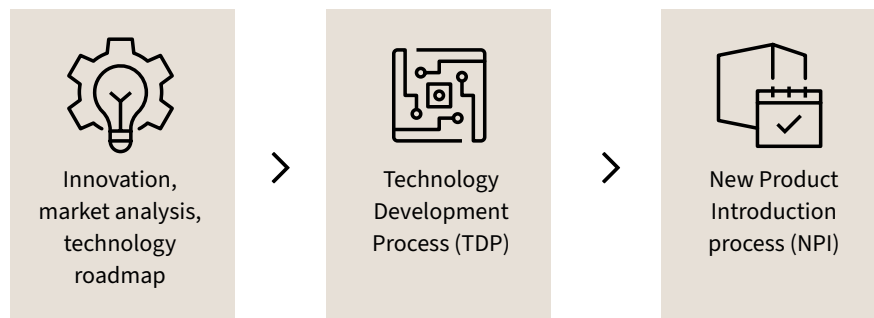 Innovation,
market analysis,
technology
roadmap
Technology
Development
Process (TDP)
New Product
Introduction
process (NPI)